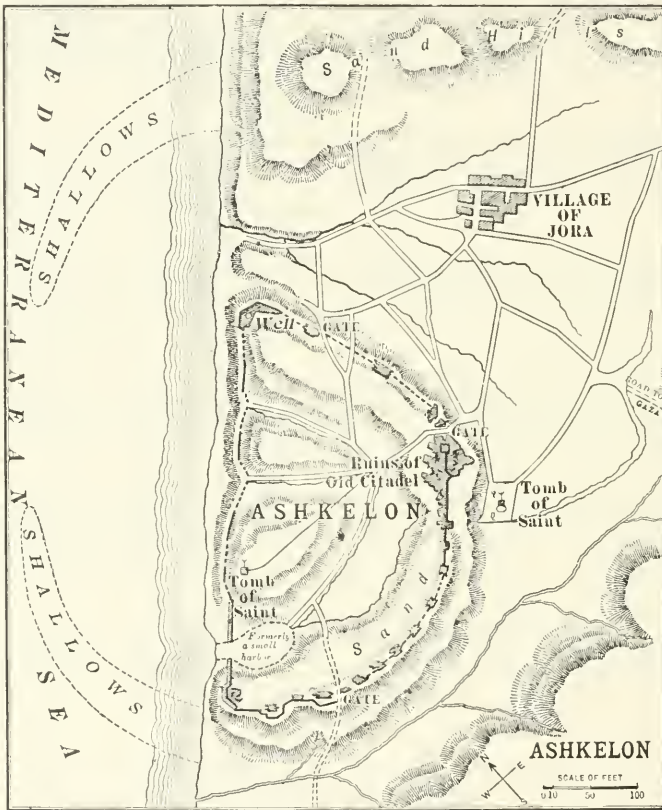 MEDITERRANEAN SEA
SHALLOWS
Sand Hills
VILLAGE
OF
JORA
Well
GATE
ROAD TO
GAZA
GATE
Ruins of
Old Citadel
ASHKELON
Tomb
of
Saint
Tomb
of
Saint
Sand
Formerly
a small
harbor
SHALLOWS
GATE
N
E
W
S
ASHKELON
SCALE OF FEET
0 10 50 100